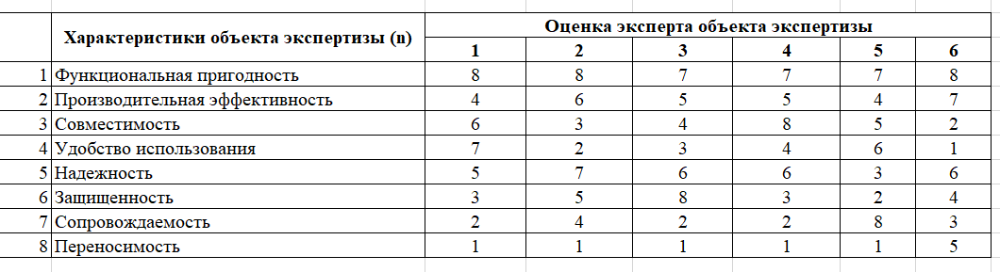 Характеристики объекта экспертизы (n) Оценка эксперта объекта экспертизы
1 2 3 4 5 6
1 Функциональная пригодность 8 8 7 7 7 8
2 Производительная эффективность 4 6 5 5 4 7
3 Совместимость 6 3 4 8 5 2
4 Удобство использования 7 2 3 4 6 1
5 Надежность 5 7 6 6 3 6
6 Защищенность 3 5 8 3 2 4
7 Сопровождаемость 2 4 2 2 8 3
8 Переносимость 1 1 1 1 1 5